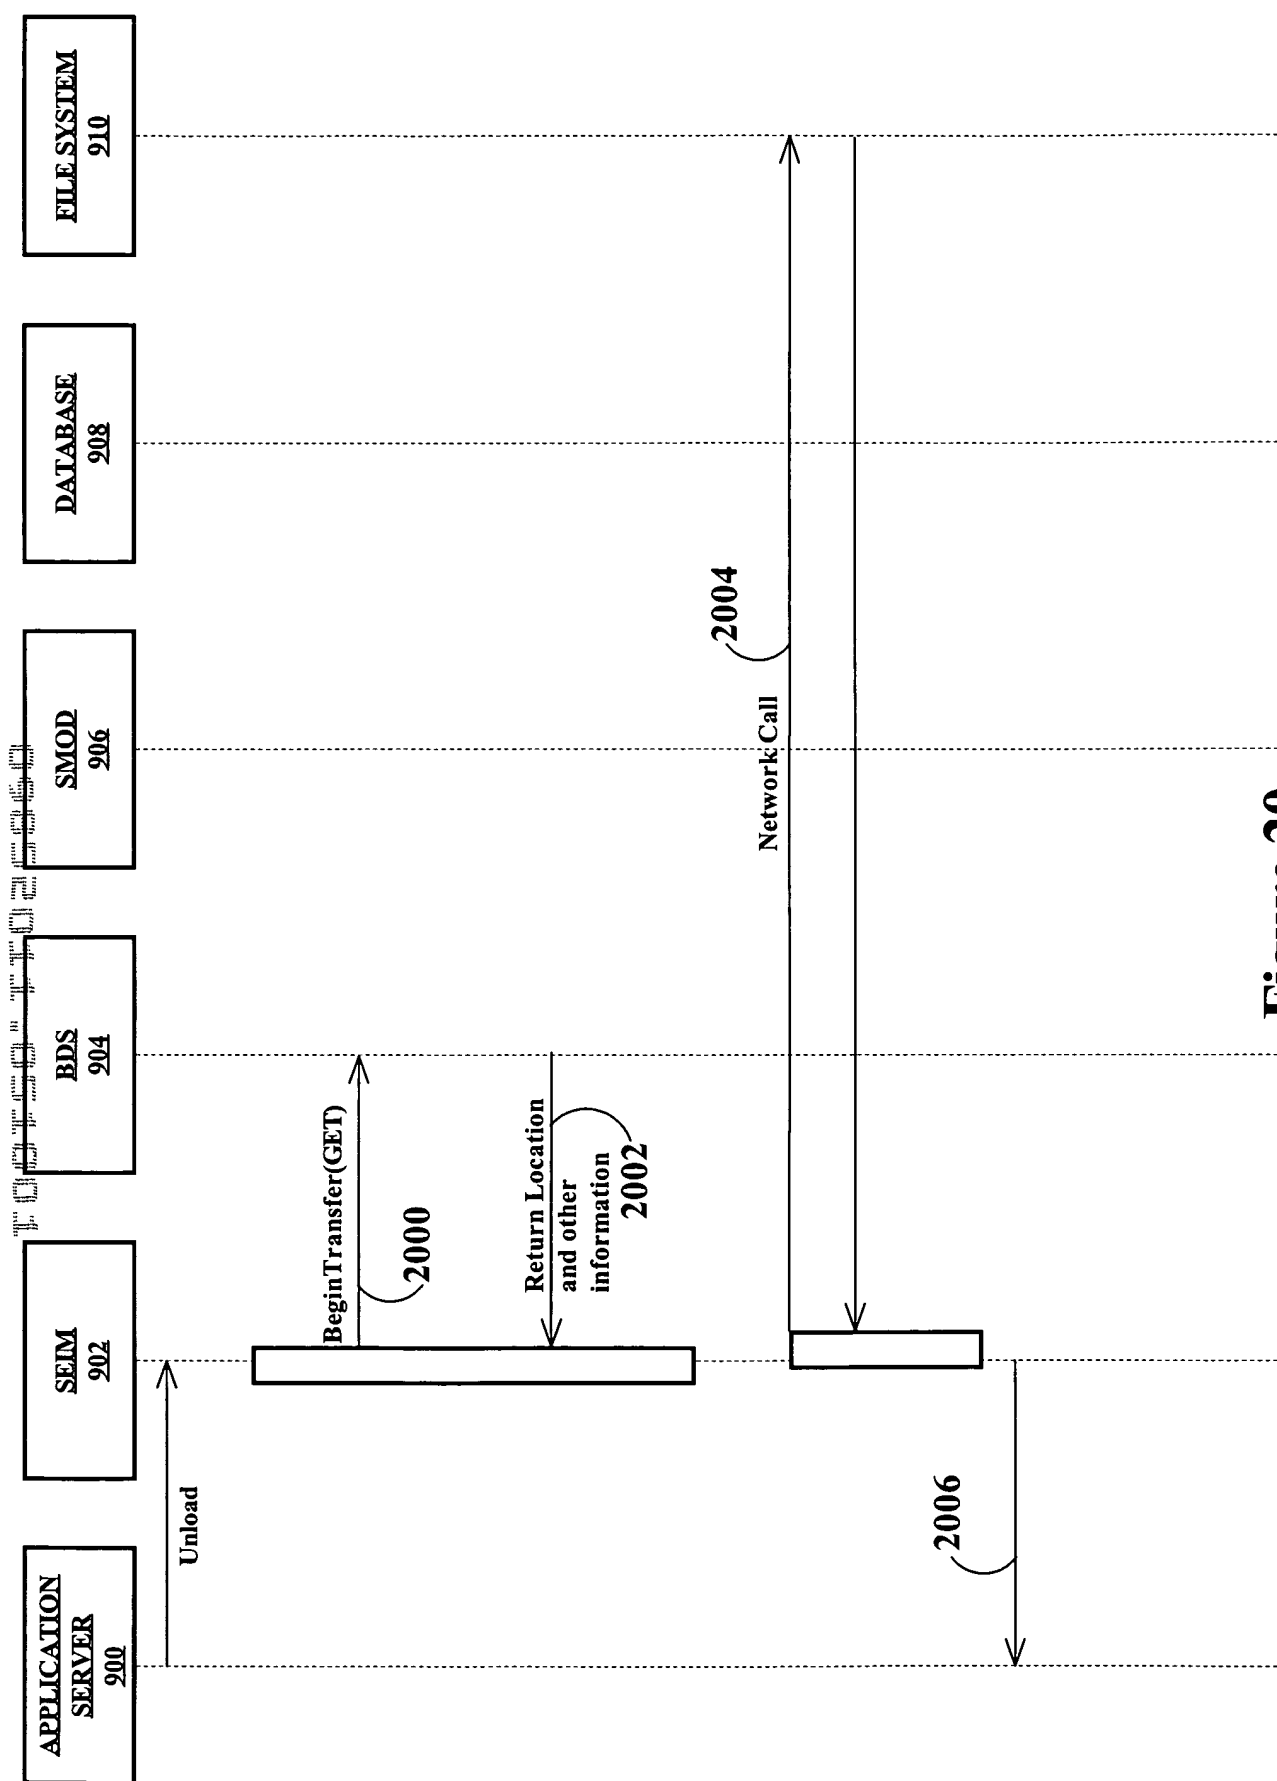 APPLICATION
SERVER
900
SEIM
902
BDS
904
SMOD
906
DATABASE
908
FILE SYSTEM
910
Unload
BeginTransfer(GET)
2000
Return Location
and other
information
2002
Network Call
2004
2006